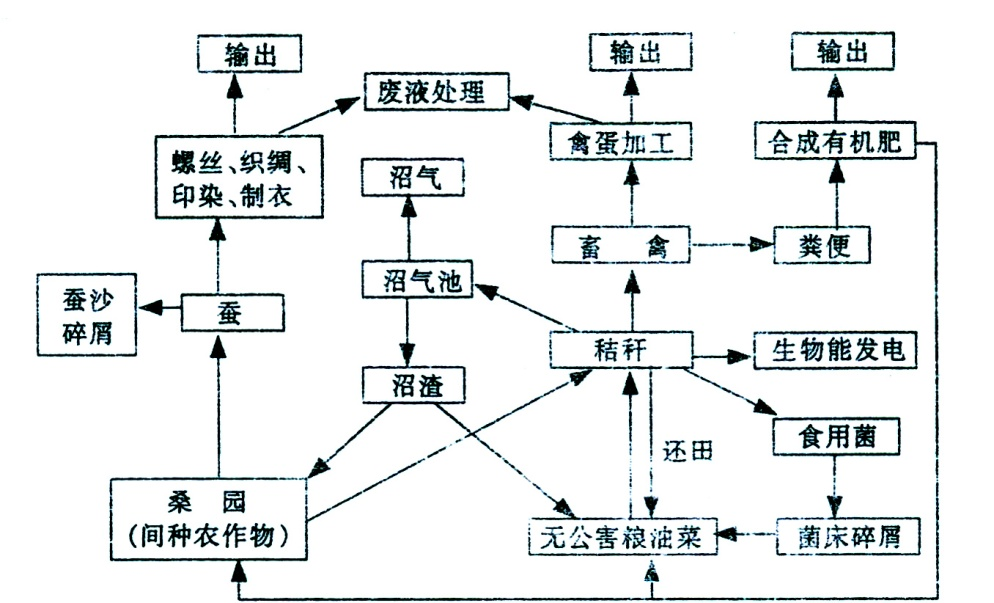 输出
输出
输出
废液处理
禽蛋加工
合成有机肥
螺丝、织绸、
印染、制衣
沼气
畜 禽
粪便
沼气池
蚕沙
碎屑
蚕
秸秆
生物能发电
沼渣
食用菌
还田
桑 园
(间种农作物)
无公害粮油菜
菌床碎屑